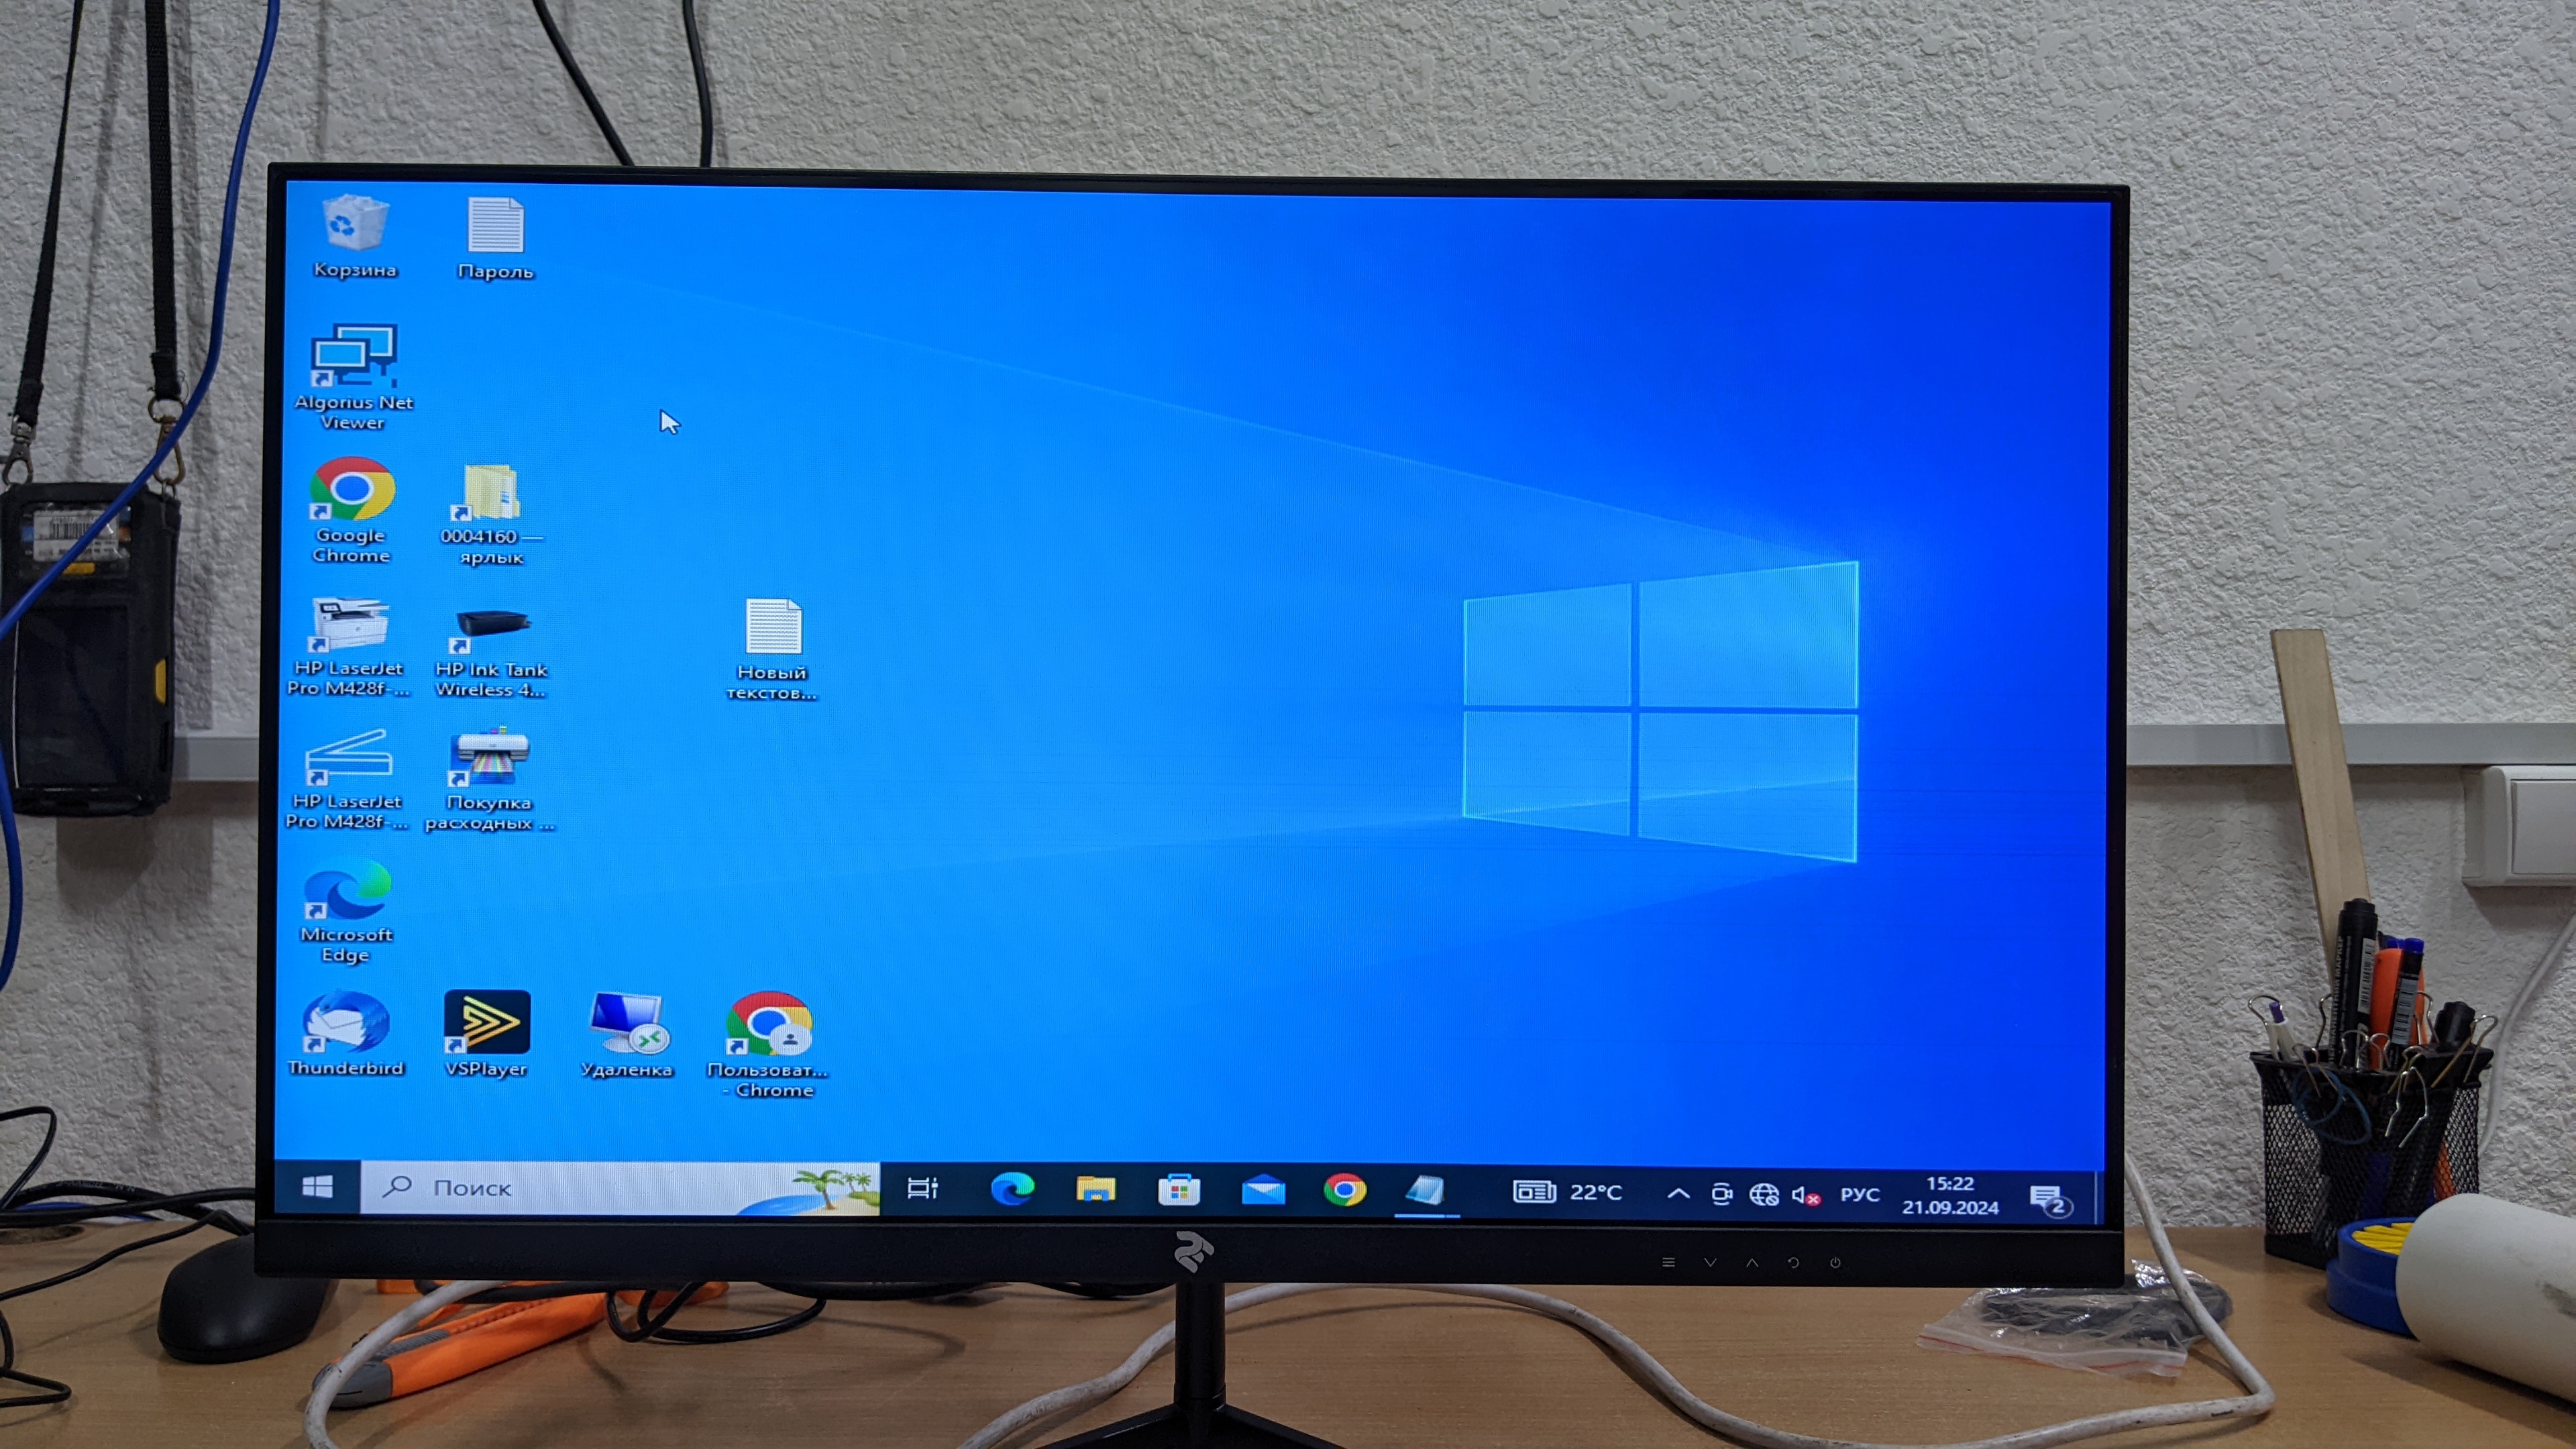 Корзина
Пароль
Algorius Net
Viewer
Google
Chrome
0004160 —
ярлык
HP LaserJet
Pro M428f-...
HP Ink Tank
Wireless 4...
Новый
текстов...
HP LaserJet
Pro M428f-...
Покупка
расходных ...
Microsoft
Edge
Thunderbird
VSPlayer
Удаленка
Пользоват...
- Chrome
Поиск
22°C
РУС
15:22
21.09.2024
2